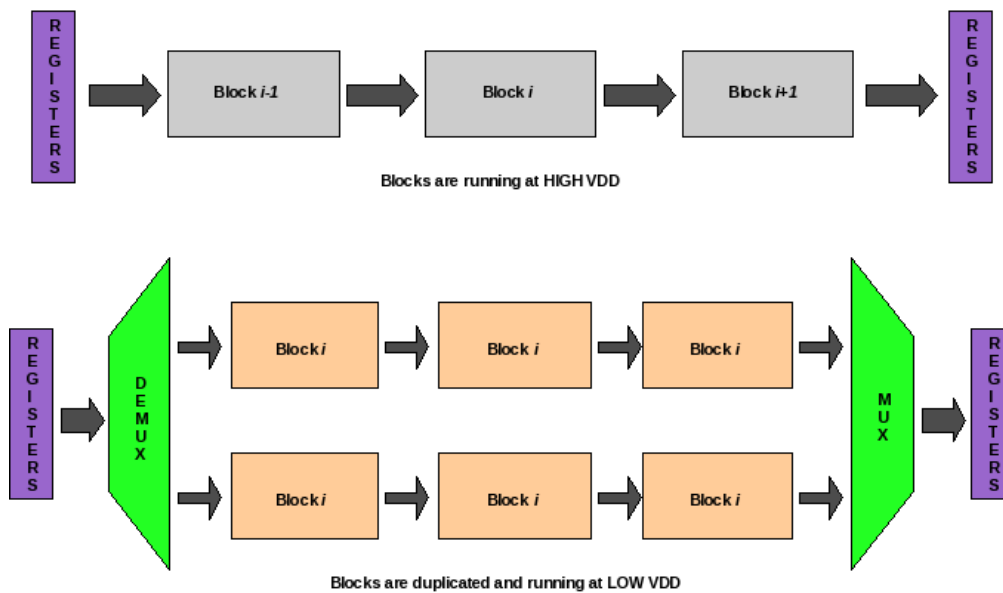 REGISTERS
Block i-1
Block i
Block i+1
REGISTERS
Blocks are running at HIGH VDD
REGISTERS
DEMUX
Block i
Block i
Block i
Block i
Block i
Block i
MUX
REGISTERS
Blocks are duplicated and running at LOW VDD